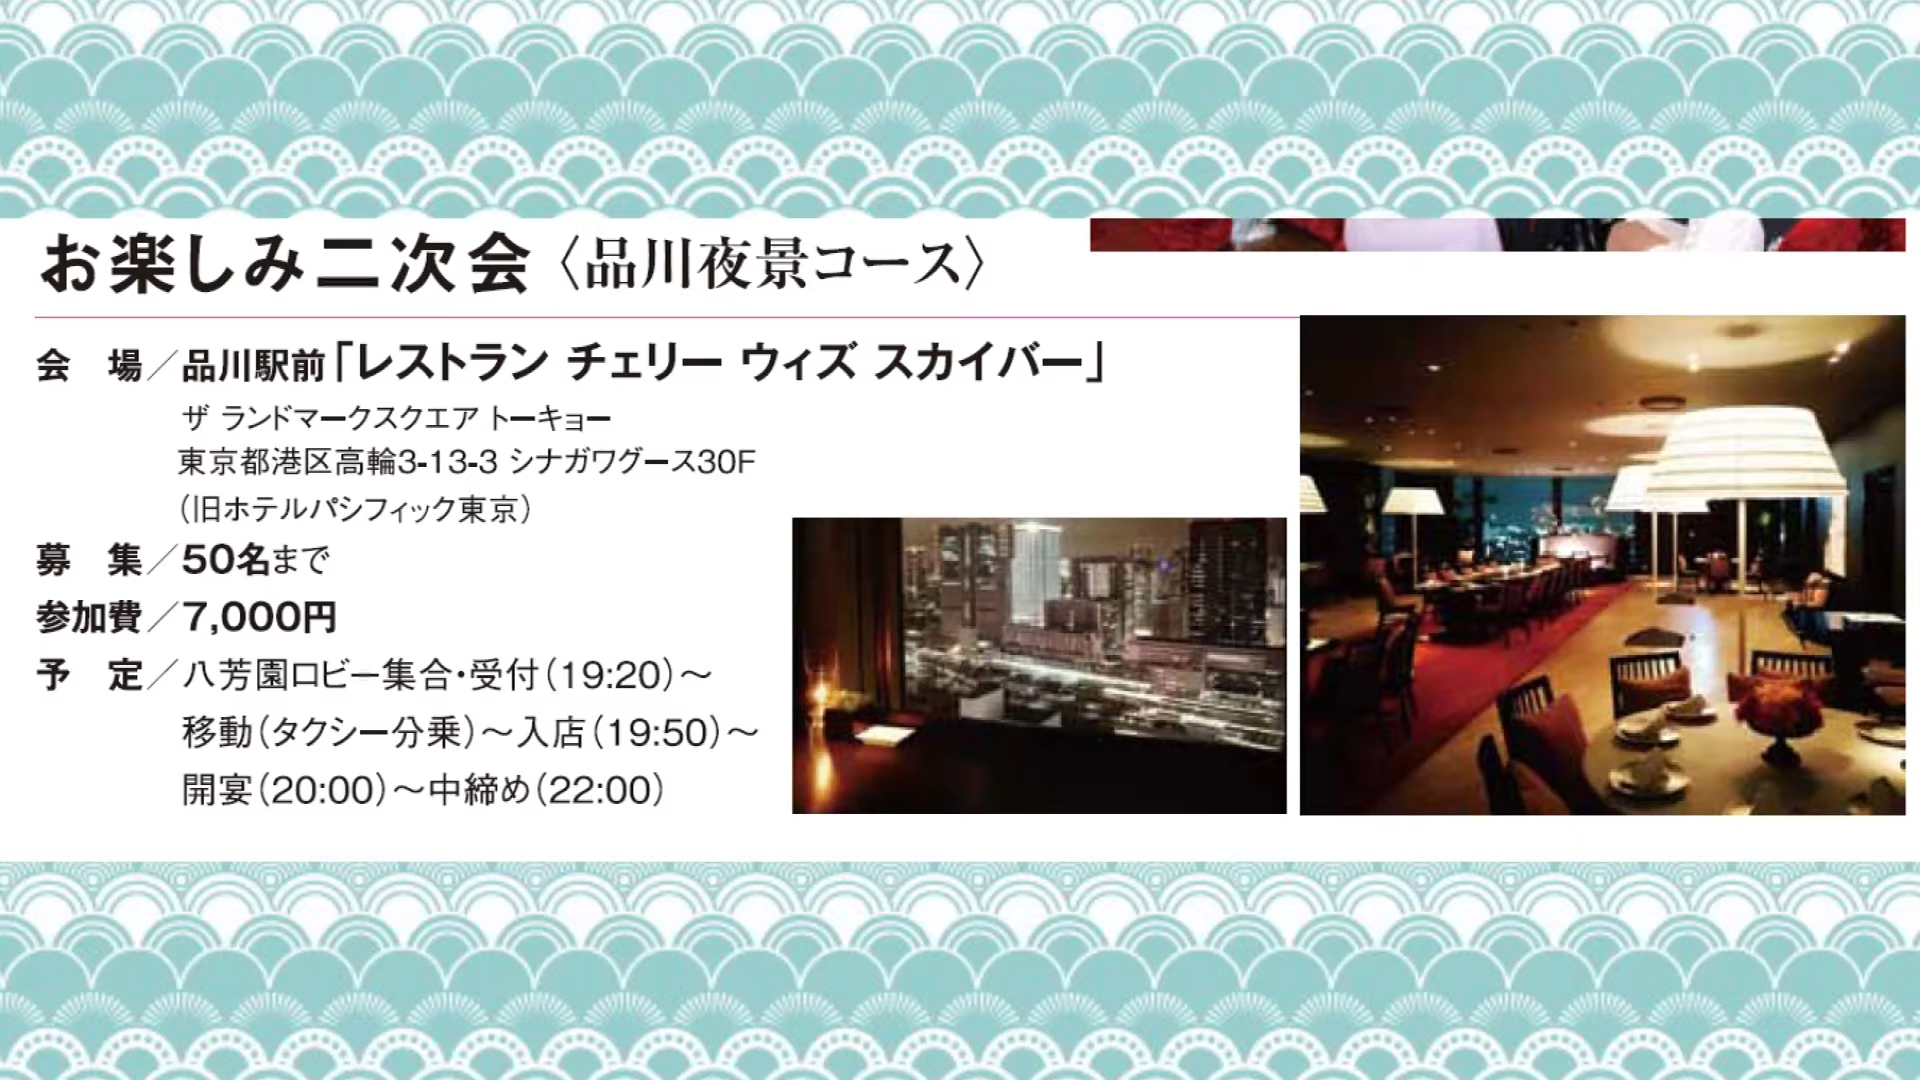 お楽しみ二次会〈品川夜景コース〉
会　場／品川駅前「レストラン チェリー ウィズ スカイバー」
ザ ランドマークスクエア トーキョー
東京都港区高輪3-13-3 シナガワグース30F
（旧ホテルパシフィック東京）
募　集／50名まで
参加費／7,000円
予　定／八芳園ロビー集合・受付（19:20）～
移動（タクシー分乗）～入店（19:50）～
開宴（20:00）～中締め（22:00）